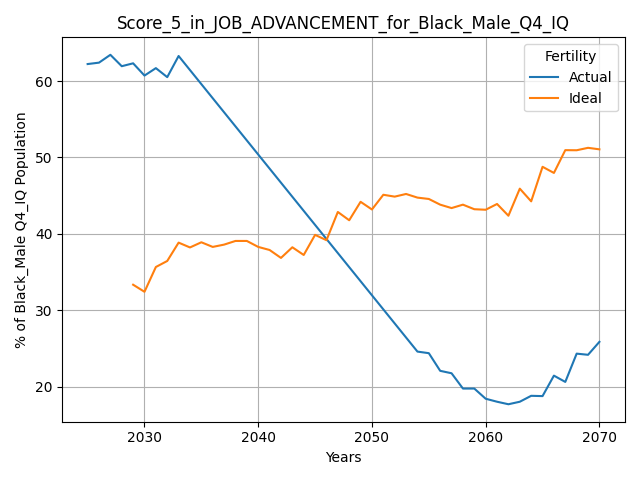 Score_5_in_JOB_ADVANCEMENT_for_Black_Male_Q4_IQ
Fertility
Actual
Ideal
% of Black_Male Q4_IQ Population
60
50
40
30
20
2030 2040 2050 2060 2070
Years